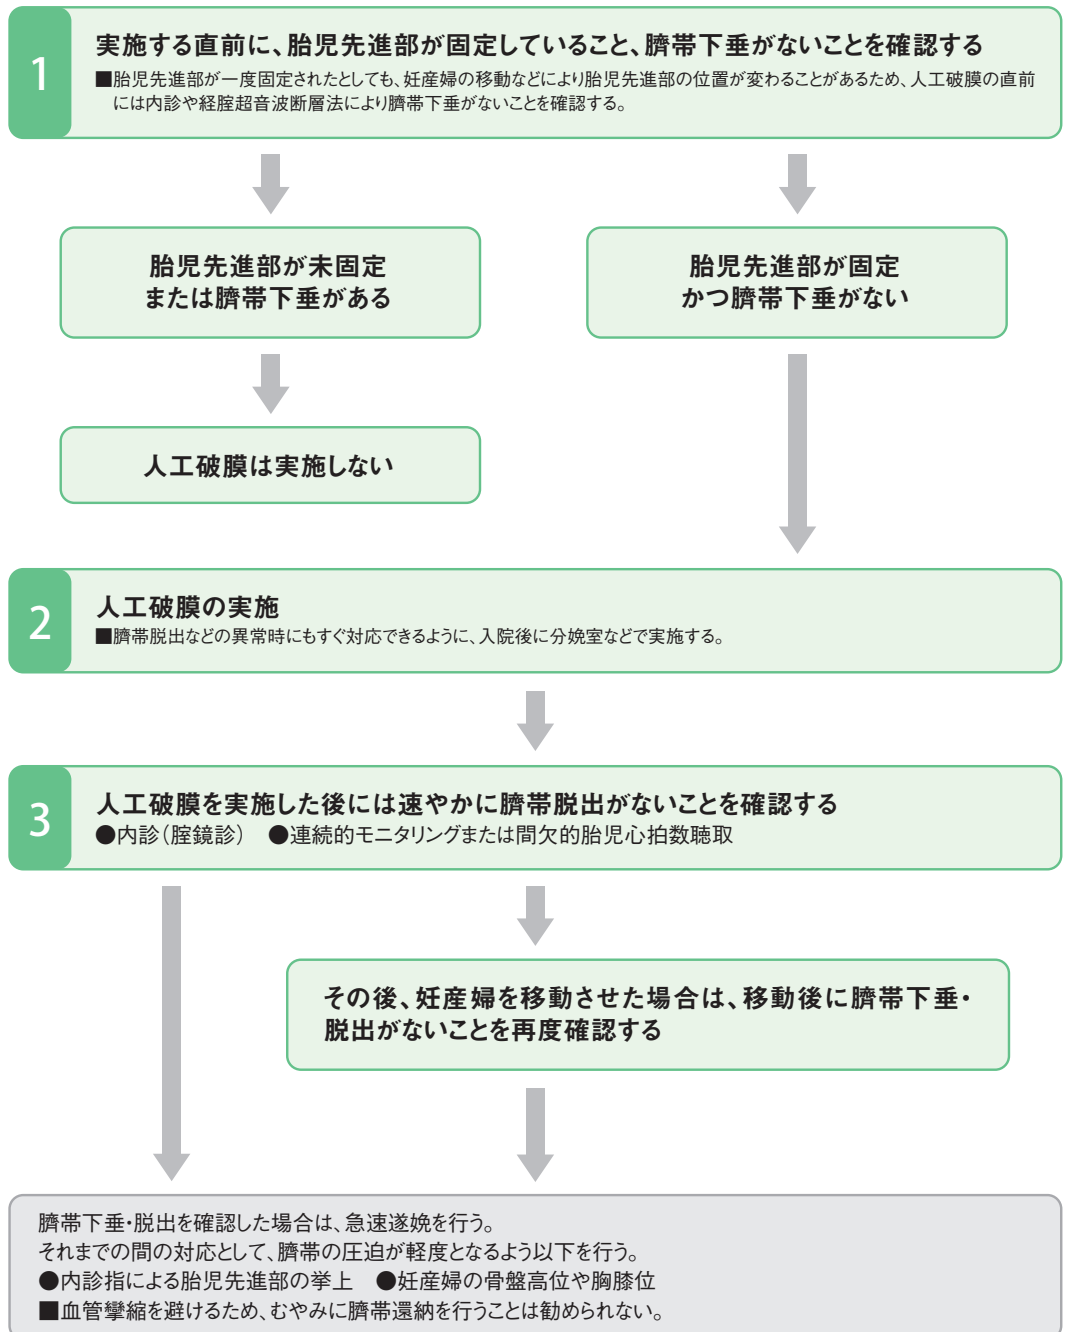 1
実施する直前に、胎児先進部が固定していること、臍帯下垂がないことを確認する
■胎児先進部が一度固定されたとしても、妊産婦の移動などにより胎児先進部の位置が変わることがあるため、人工破膜の直前
には内診や経腟超音波断層法により臍帯下垂がないことを確認する。
胎児先進部が未固定
または臍帯下垂がある
胎児先進部が固定
かつ臍帯下垂がない
人工破膜は実施しない
2
人工破膜の実施
■臍帯脱出などの異常時にもすぐ対応できるように、入院後に分娩室などで実施する。
3
人工破膜を実施した後には速やかに臍帯脱出がないことを確認する
●内診（腟鏡診） ●連続的モニタリングまたは間欠的胎児心拍数聴取
その後、妊産婦を移動させた場合は、移動後に臍帯下垂・
脱出がないことを再度確認する
臍帯下垂・脱出を確認した場合は、急速遂娩を行う。
それまでの間の対応として、臍帯の圧迫が軽度となるよう以下を行う。
●内診指による胎児先進部の挙上 ●妊産婦の骨盤高位や胸膝位
■血管攣縮を避けるため、むやみに臍帯還納を行うことは勧められない。